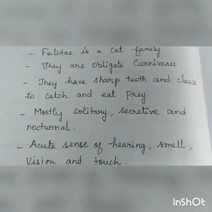 - Felidae is a cat family
- They are obligate Carnivores
- They have sharp teeth and claws
to catch and eat prey.
- Mostly solitary, secretive and
nocturnal.
- Acute sense of hearing, smell,
vision and touch.
InShOt